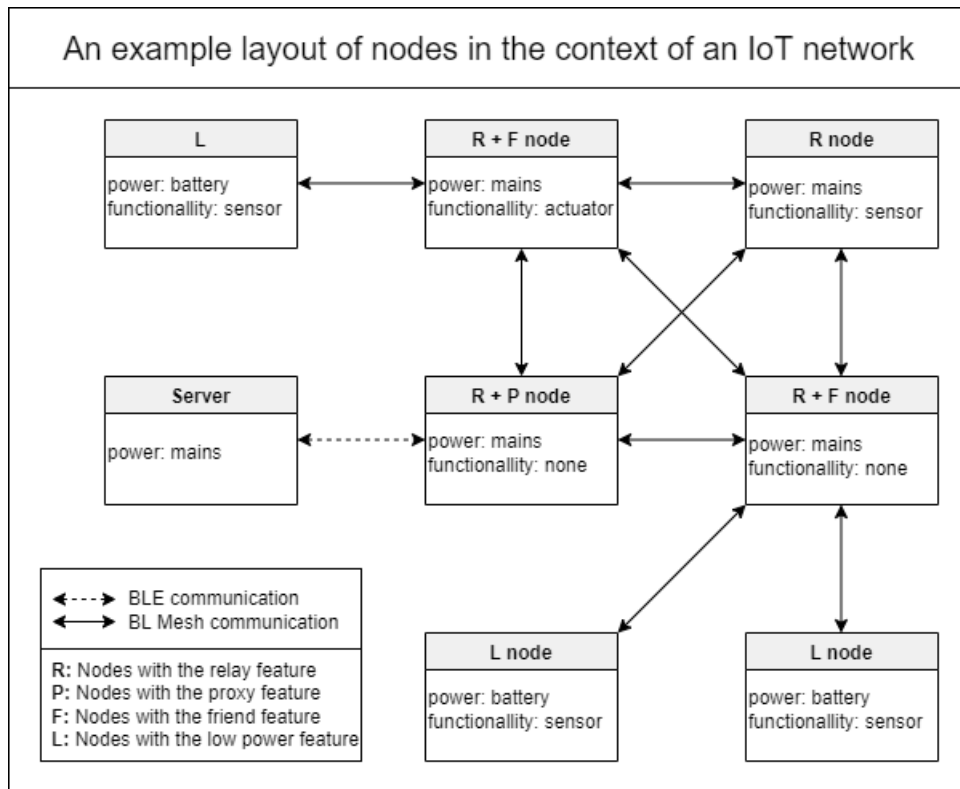 An example layout of nodes in the context of an IoT network
L
power: battery
functionallity: sensor
R + F node
power: mains
functionallity: actuator
R node
power: mains
functionallity: sensor
Server
power: mains
R + P node
power: mains
functionallity: none
R + F node
power: mains
functionallity: none
BLE communication
BL Mesh communication
R: Nodes with the relay feature
P: Nodes with the proxy feature
F: Nodes with the friend feature
L: Nodes with the low power feature
L node
power: battery
functionallity: sensor
L node
power: battery
functionallity: sensor